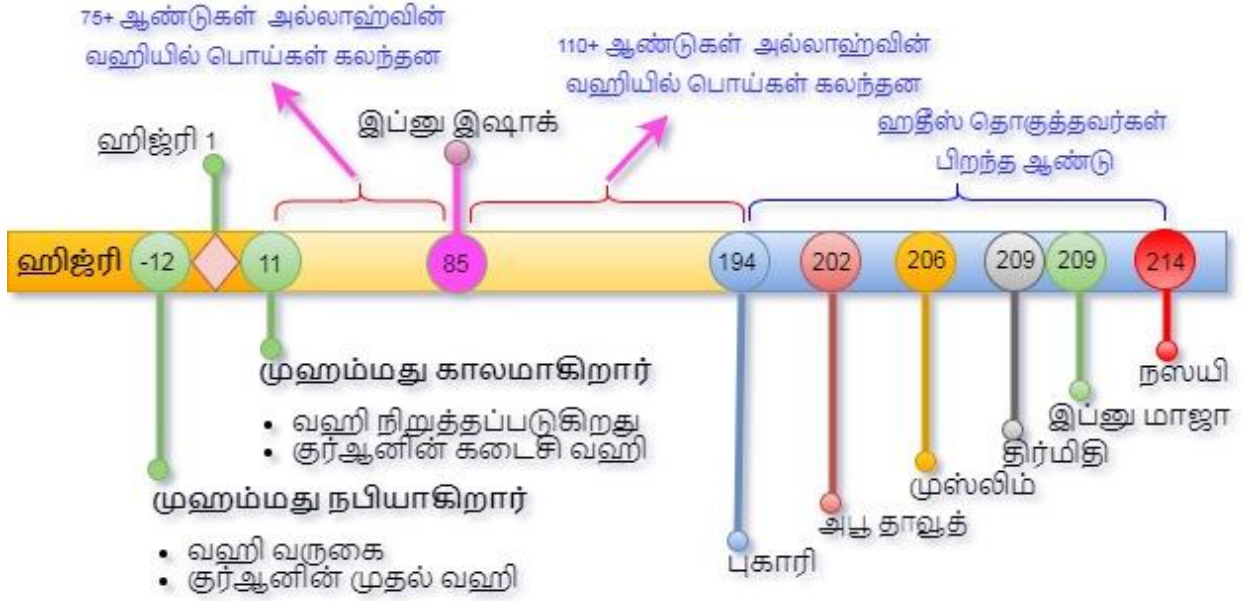 75+ ஆண்டுகள் அல்லாஹ்வின்
வஹியில் பொய்கள் கலந்தன
110+ ஆண்டுகள் அல்லாஹ்வின்
வஹியில் பொய்கள் கலந்தன
ஹிஜ்ரி 1
இப்னு இஷாக்
ஹதீஸ் தொகுத்தவர்கள்
பிறந்த ஆண்டு
ஹிஜ்ரி -12 11 85 194 202 206 209 209 214
முஹம்மது காலமாகிறார்
• வஹி நிறுத்தப்படுகிறது
• குர்ஆனின் கடைசி வஹி
முஹம்மது நபியாகிறார்
• வஹி வருகை
• குர்ஆனின் முதல் வஹி
புகாரி
அபூ தாவூத்
முஸ்லிம்
திர்மிதி
இப்னு மாஜா
நஸயி